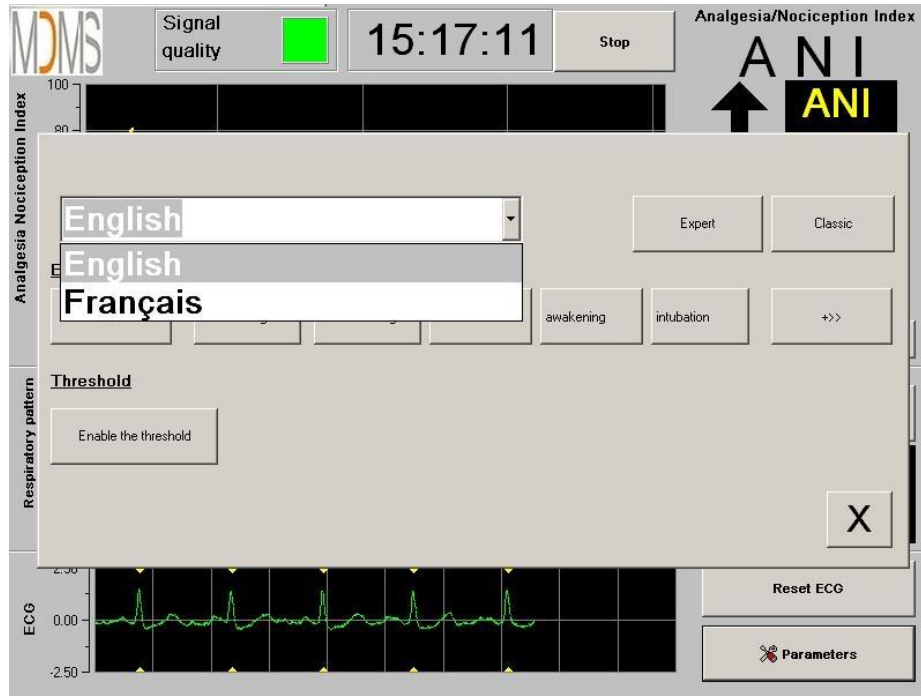 MDMS
Signal
quality
15:17:11
Stop
Analgesia/Nociception Index
ANI
ANI
100
80
Analgesia Nociception Index
English
English
Français
Expert
Classic
awakening
intubation
+>>
Threshold
Enable the threshold
X
Respiratory pattern
ECG
2.50
0.00
-2.50
Reset ECG
Parameters